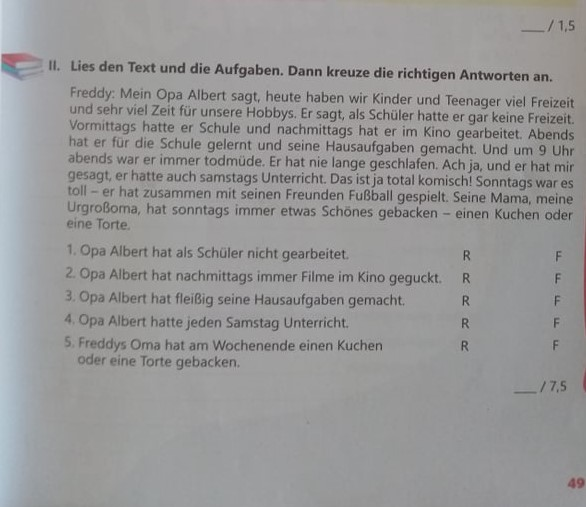 ___ / 1,5
II. Lies den Text und die Aufgaben. Dann kreuze die richtigen Antworten an.
Freddy: Mein Opa Albert sagt, heute haben wir Kinder und Teenager viel Freizeit
und sehr viel Zeit für unsere Hobbys. Er sagt, als Schüler hatte er gar keine Freizeit.
Vormittags hatte er Schule und nachmittags hat er im Kino gearbeitet. Abends
hat er für die Schule gelernt und seine Hausaufgaben gemacht. Und um 9 Uhr
abends war er immer todmüde. Er hat nie lange geschlafen. Ach ja, und er hat mir
gesagt, er hatte auch samstags Unterricht. Das ist ja total komisch! Sonntags war es
toll – er hat zusammen mit seinen Freunden Fußball gespielt. Seine Mama, meine
Urgroßoma, hat sonntags immer etwas Schönes gebacken – einen Kuchen oder
eine Torte.
1. Opa Albert hat als Schüler nicht gearbeitet. R F
2. Opa Albert hat nachmittags immer Filme im Kino geguckt. R F
3. Opa Albert hat fleißig seine Hausaufgaben gemacht. R F
4. Opa Albert hatte jeden Samstag Unterricht. R F
5. Freddys Oma hat am Wochenende einen Kuchen R F
oder eine Torte gebacken.
___ / 7,5
49